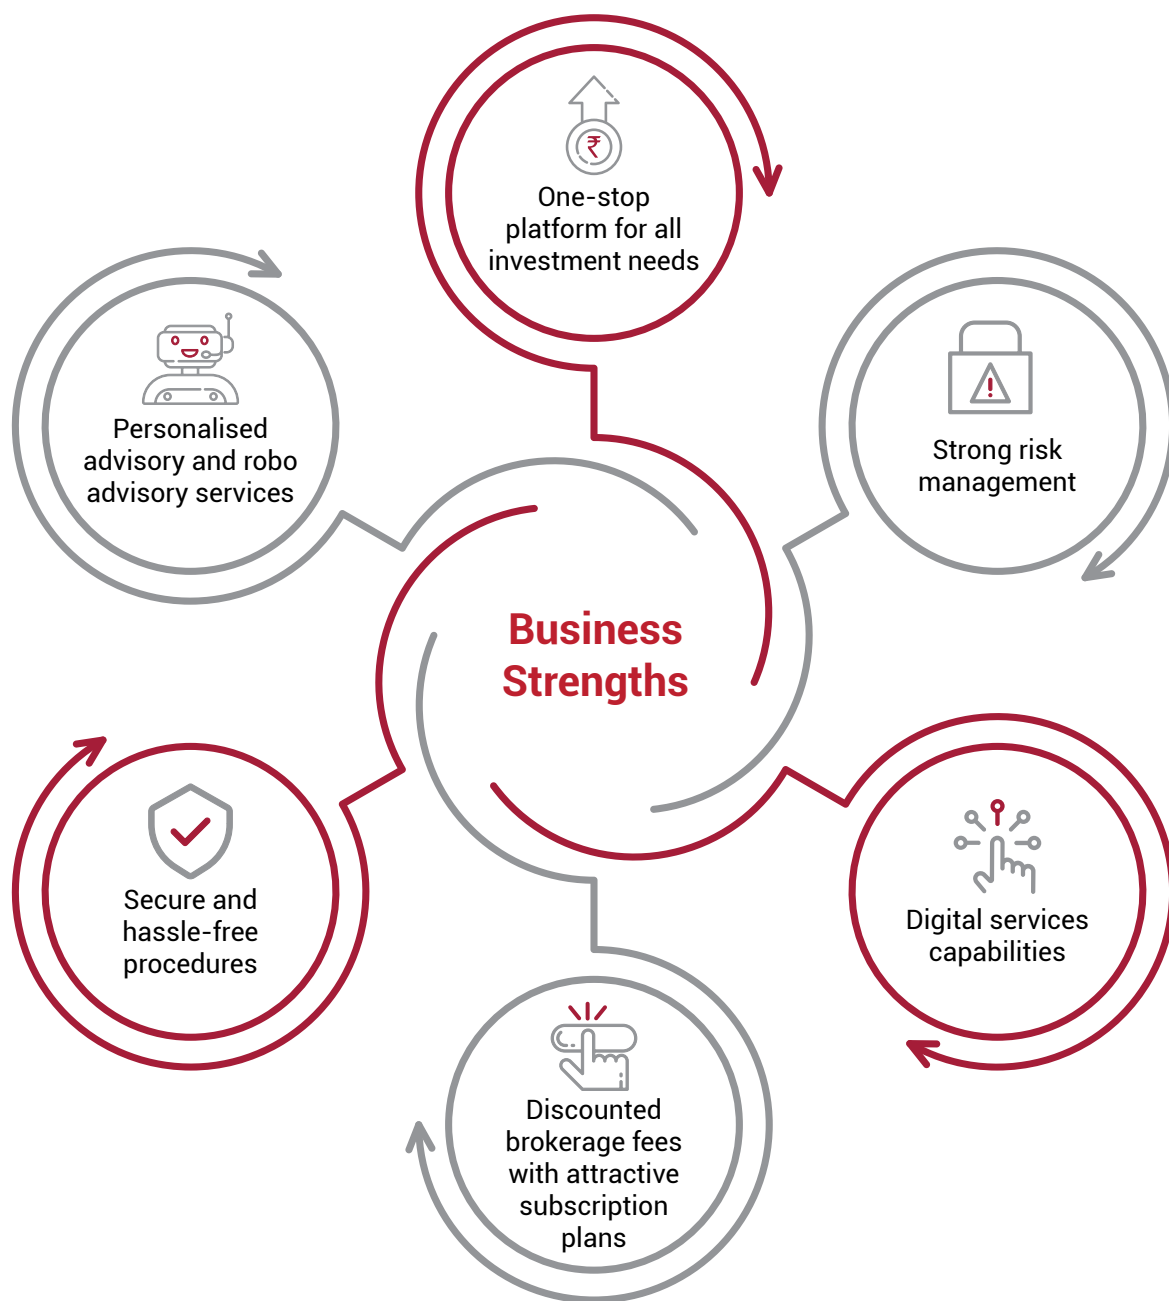 ₹
One-stop
platform for all
investment needs
Personalised
advisory and robo
advisory services
!
Strong risk
management
Business
Strengths
Secure and
hassle-free
procedures
Digital services
capabilities
Discounted
brokerage fees
with attractive
subscription
plans